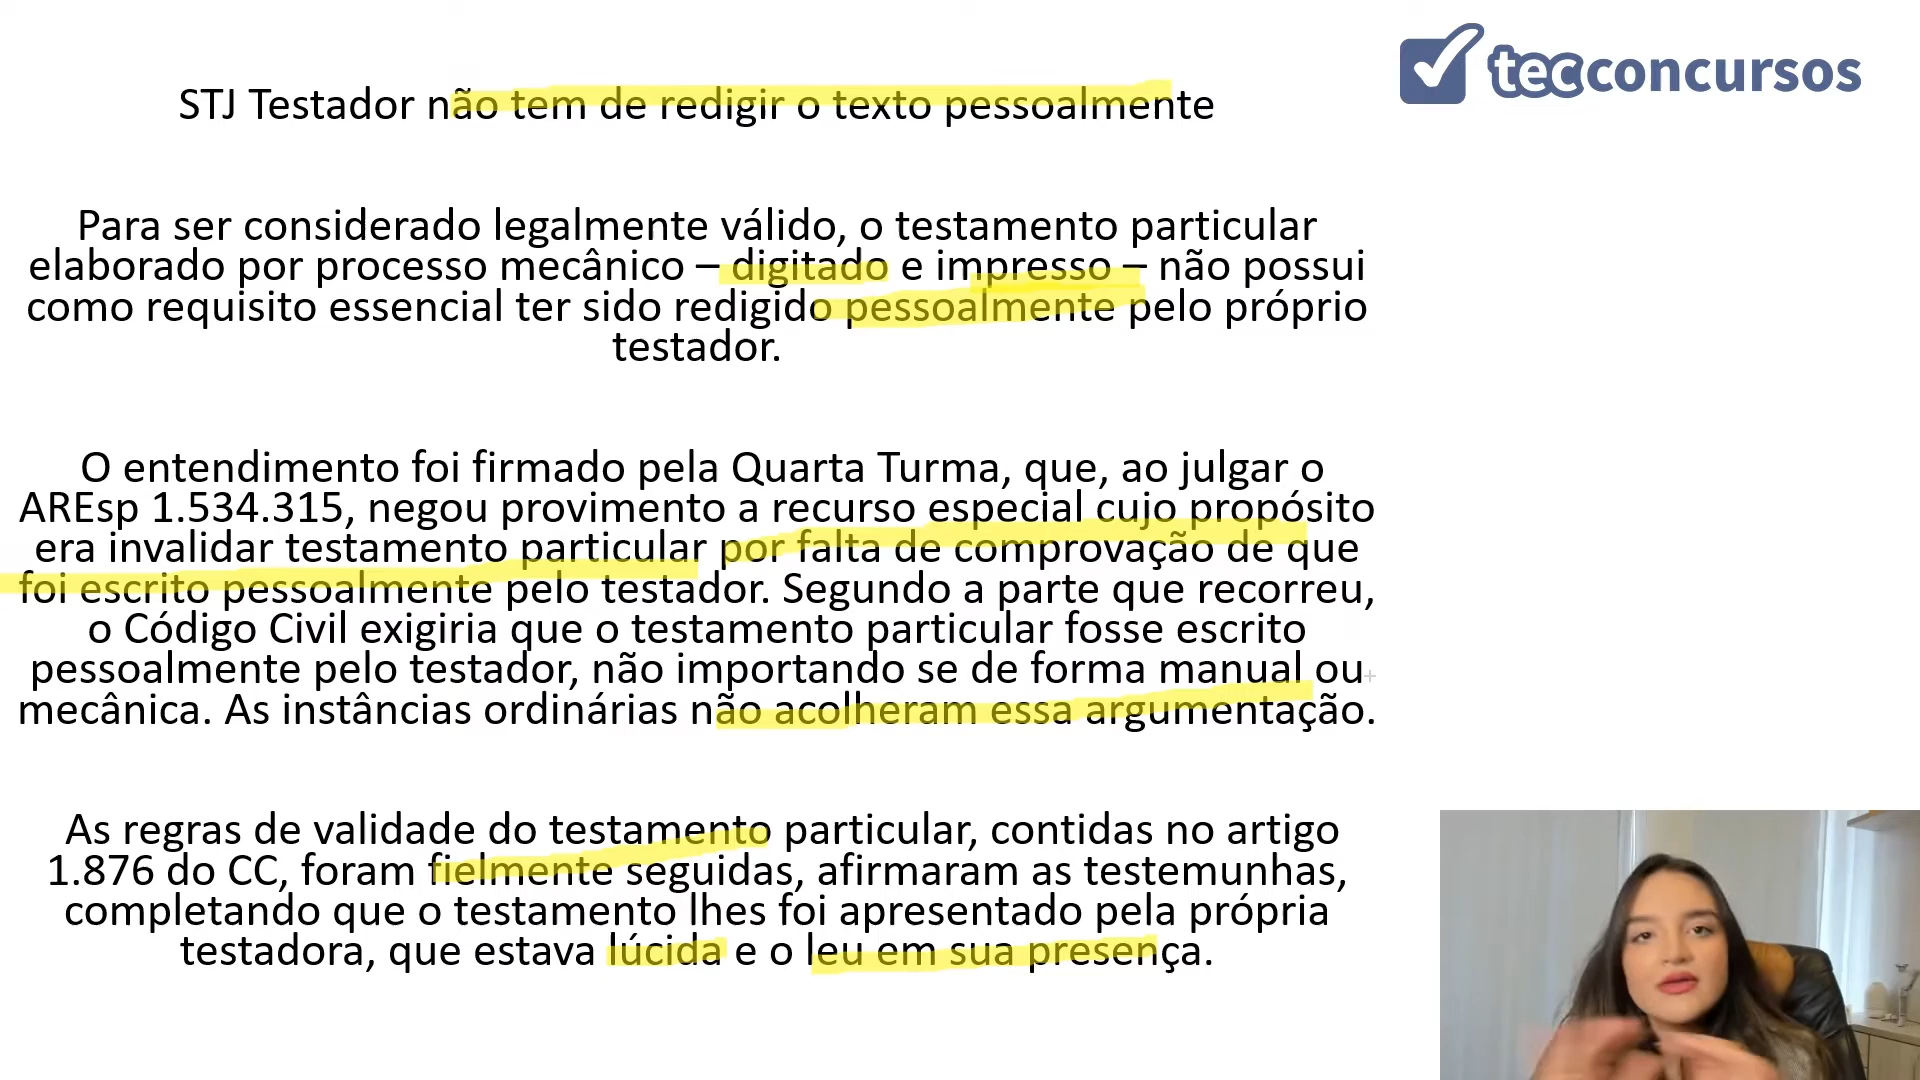 tecconcursos
STJ Testador não tem de redigir o texto pessoalmente
Para ser considerado legalmente válido, o testamento particular
elaborado por processo mecânico – digitado e impresso – não possui
como requisito essencial ter sido redigido pessoalmente pelo próprio
testador.
O entendimento foi firmado pela Quarta Turma, que, ao julgar o
AREsp 1.534.315, negou provimento a recurso especial cujo propósito
era invalidar testamento particular por falta de comprovação de que
foi escrito pessoalmente pelo testador. Segundo a parte que recorreu,
o Código Civil exigiria que o testamento particular fosse escrito
pessoalmente pelo testador, não importando se de forma manual ou
mecânica. As instâncias ordinárias não acolheram essa argumentação.
As regras de validade do testamento particular, contidas no artigo
1.876 do CC, foram fielmente seguidas, afirmaram as testemunhas,
completando que o testamento lhes foi apresentado pela própria
testadora, que estava lúcida e o leu em sua presença.